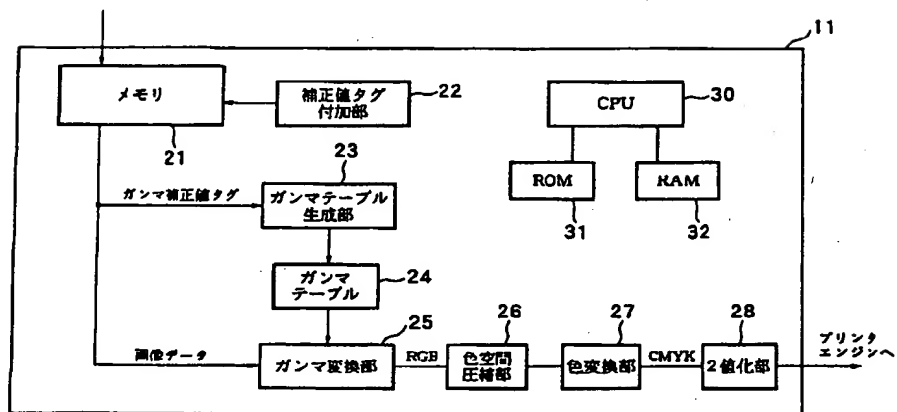 11
メモリ
21
補正値タグ
付加部
22
CPU
30
ROM
31
RAM
32
ガンマ補正値タグ
23
ガンマテーブル
生成部
ガンマ
テーブル
24
画像データ
ガンマ変換部
25
RGB
色空間
圧縮部
26
色変換部
27
CMYK
2値化部
28
プリンタ
エンジンへ